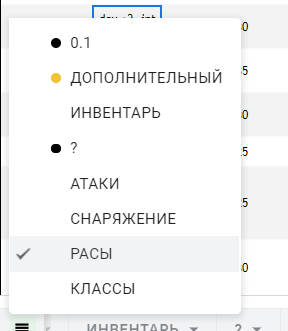 0.1
ДОПОЛНИТЕЛЬНЫЙ
ИНВЕНТАРЬ
?
АТАКИ
СНАРЯЖЕНИЕ
РАСЫ
КЛАССЫ
ИНВЕНТАРЬ ?